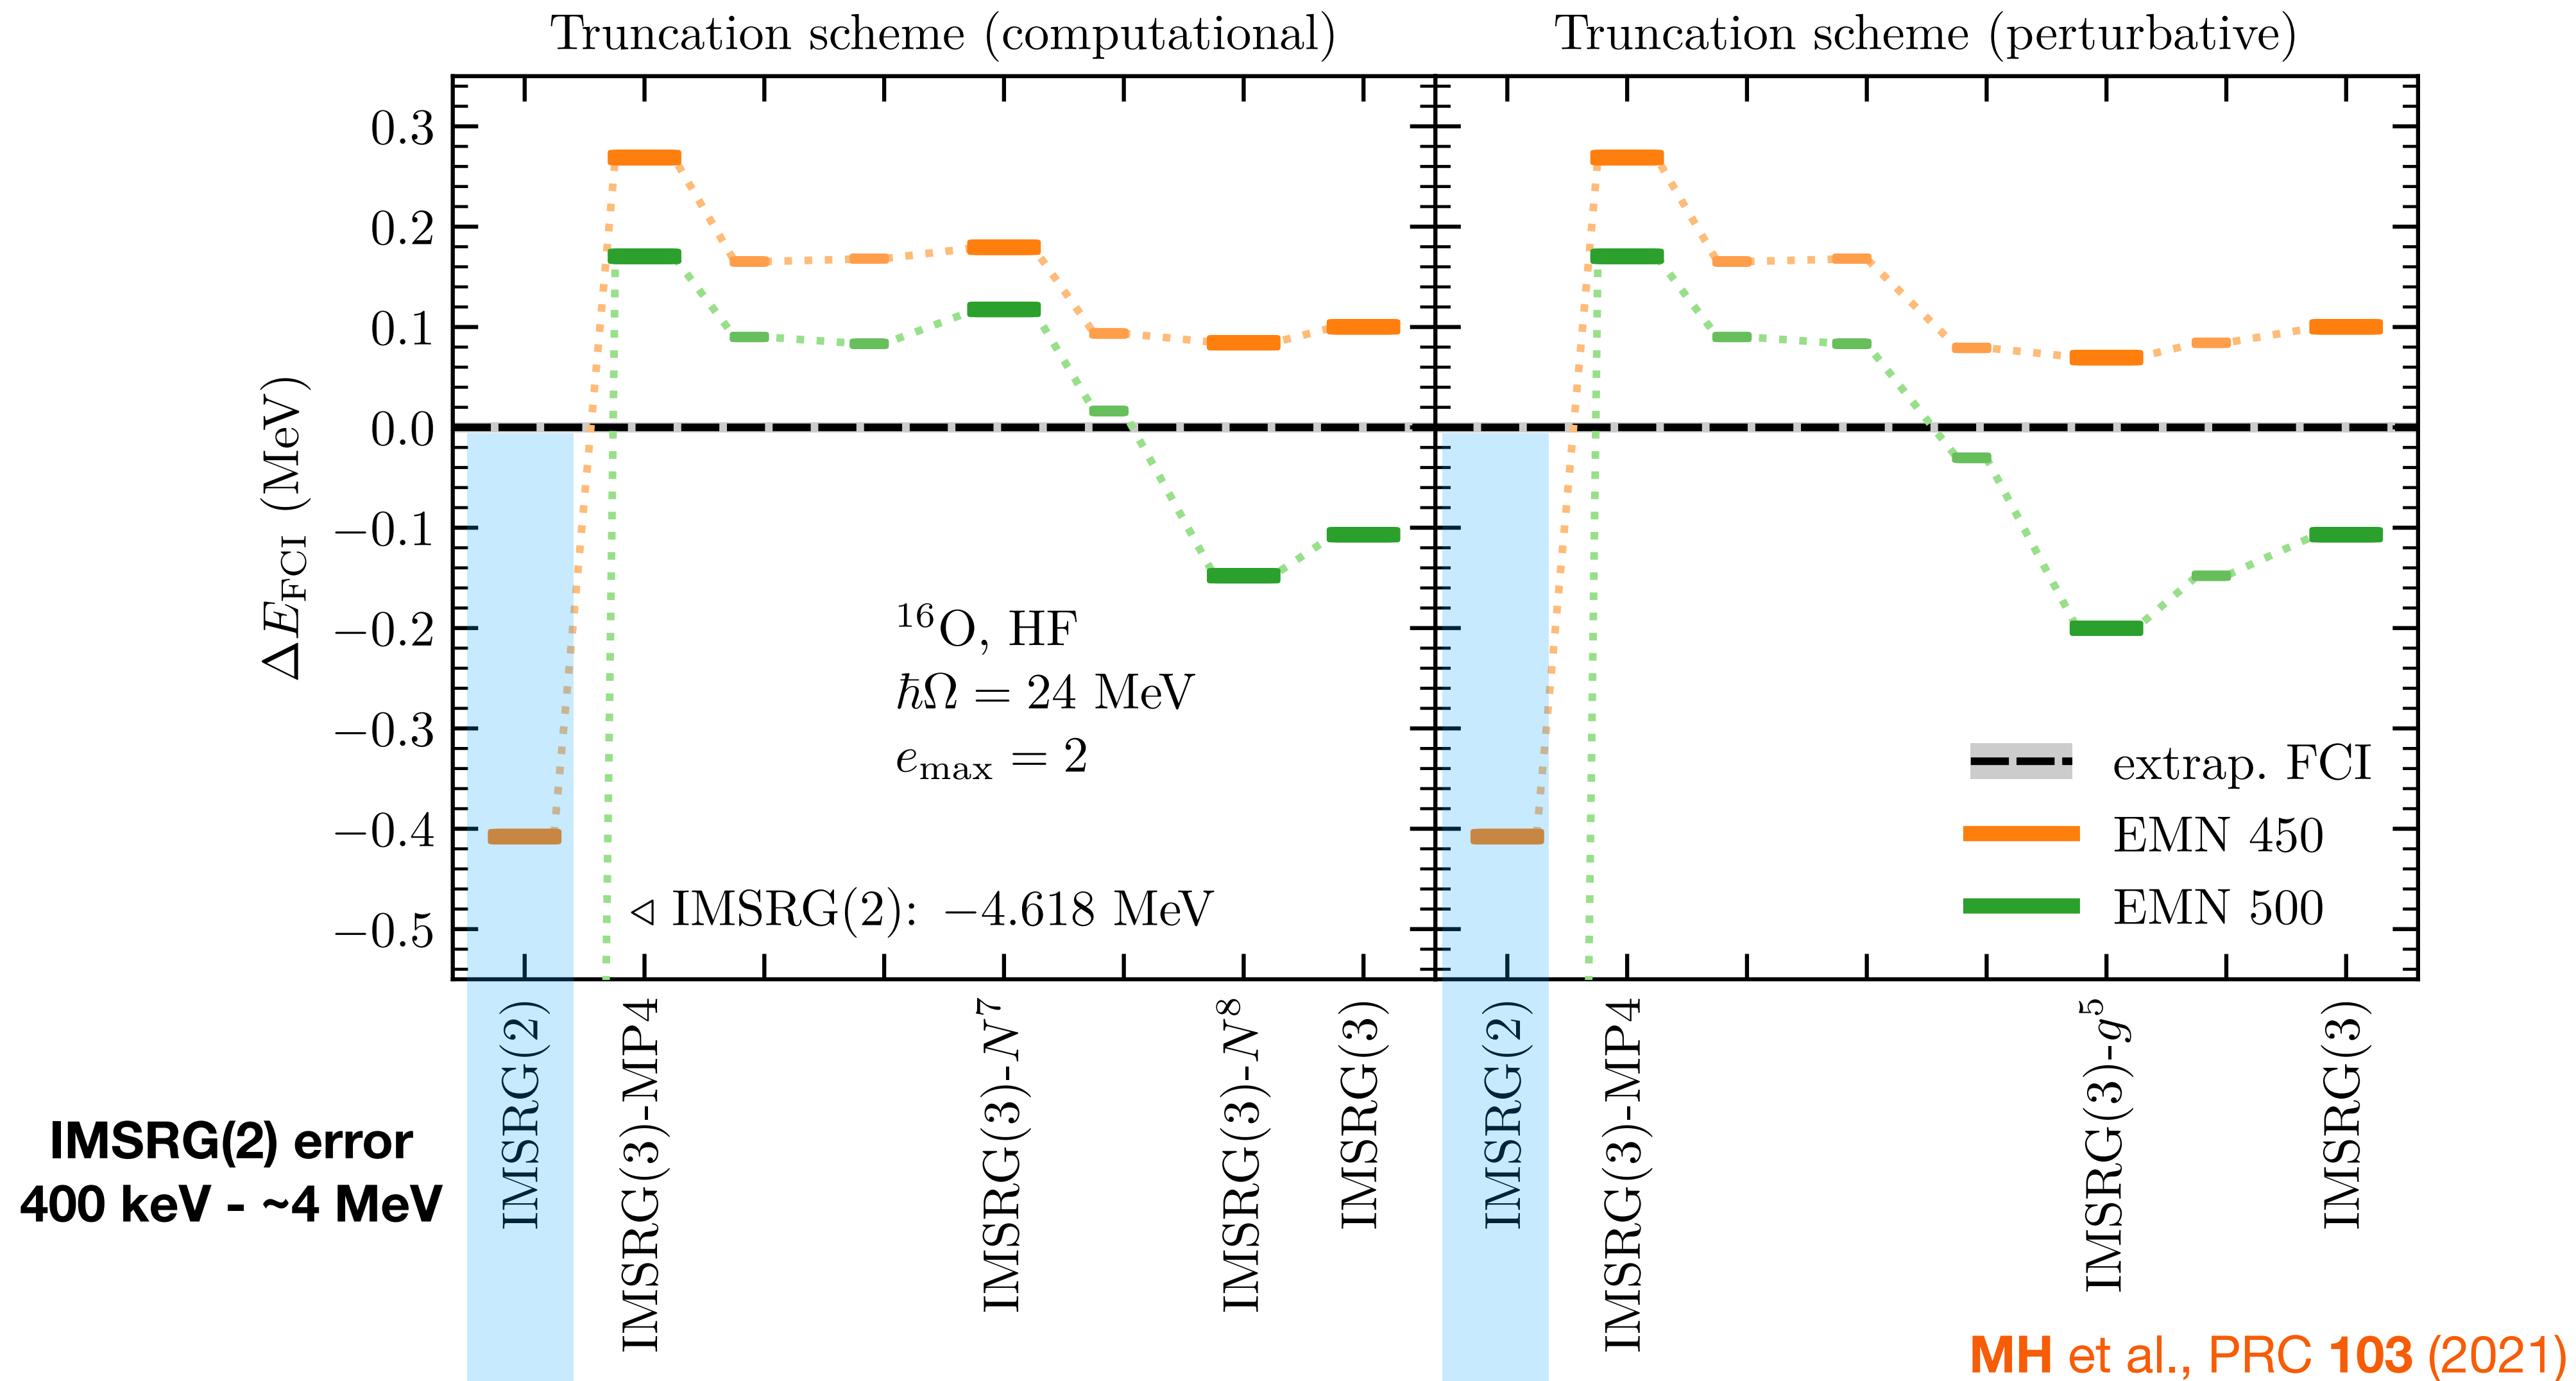 Truncation scheme (computational)
Truncation scheme (perturbative)
ΔE_FCI (MeV)
0.3
0.2
0.1
0.0
−0.1
−0.2
−0.3
−0.4
−0.5
¹⁶O, HF
ℏΩ = 24 MeV
e_max = 2
◁ IMSRG(2): −4.618 MeV
extrap. FCI
EMN 450
EMN 500
IMSRG(2)
IMSRG(3)-MP4
IMSRG(3)-N⁷
IMSRG(3)-N⁸
IMSRG(3)
IMSRG(2)
IMSRG(3)-MP4
IMSRG(3)-g⁵
IMSRG(3)
IMSRG(2) error
400 keV - ~4 MeV
MH et al., PRC 103 (2021)